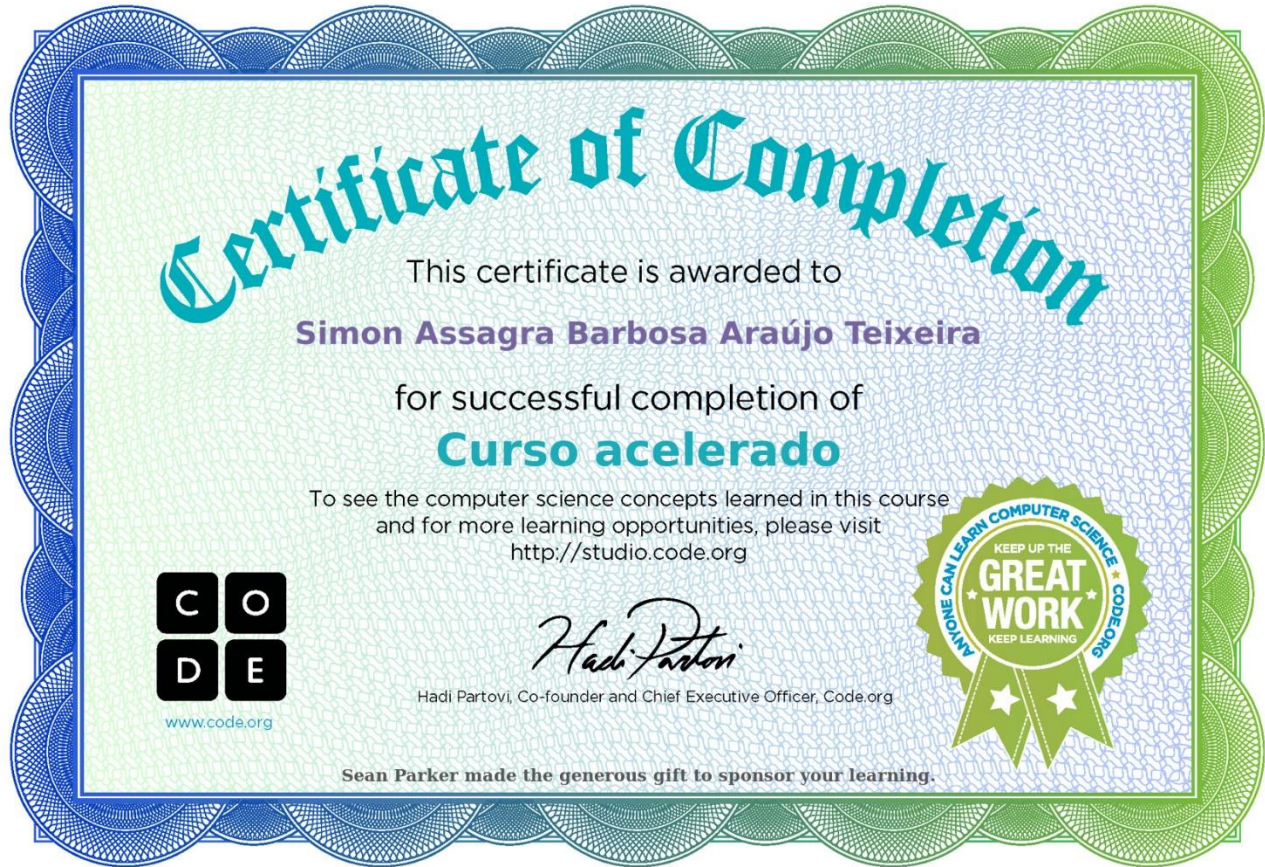 Certificate of Completion
This certificate is awarded to
Simon Assagra Barbosa Araújo Teixeira
for successful completion of
Curso acelerado
To see the computer science concepts learned in this course
and for more learning opportunities, please visit
http://studio.code.org
C O
D E
www.code.org
Hadi Partovi
Hadi Partovi, Co-founder and Chief Executive Officer, Code.org
ANYONE CAN LEARN COMPUTER SCIENCE ★ CODE.ORG
KEEP UP THE
GREAT
WORK
KEEP LEARNING
Sean Parker made the generous gift to sponsor your learning.